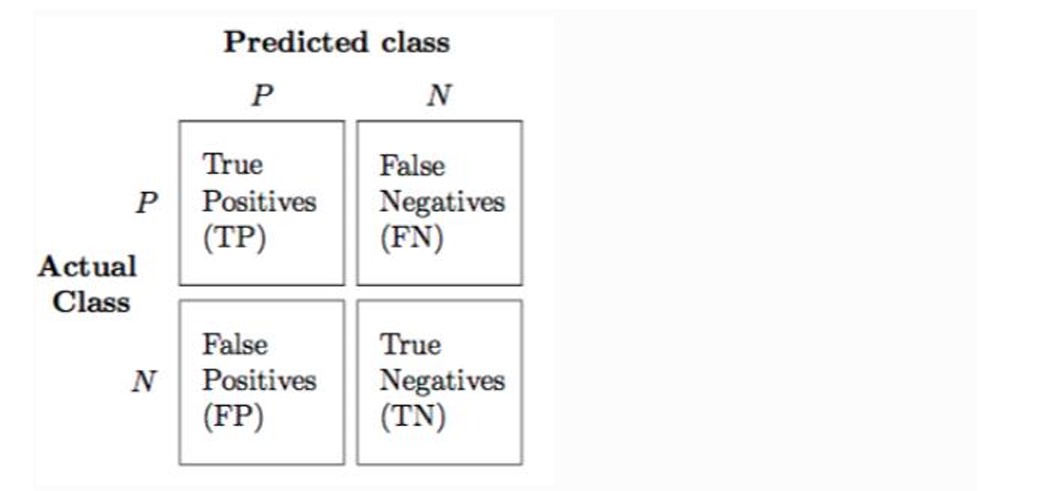 Predicted class
P N
True
Positives
(TP)
False
Negatives
(FN)
P
Actual
Class
False
Positives
(FP)
True
Negatives
(TN)
N